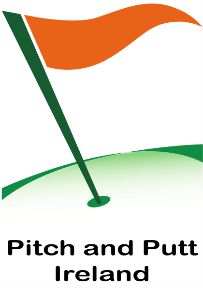 Pitch and Putt
Ireland